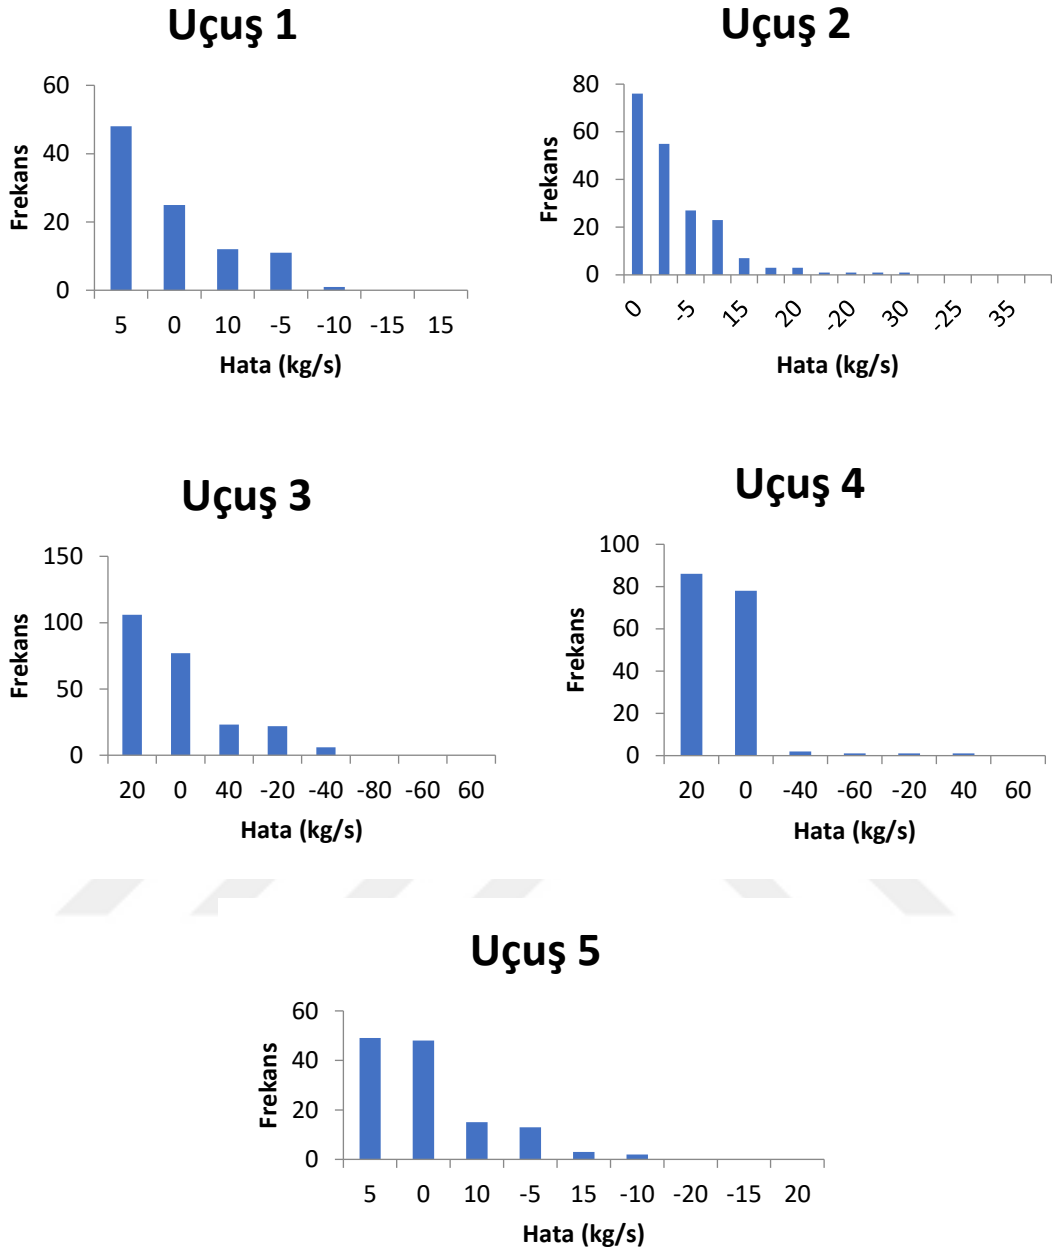 Uçuş 1
60
40
20
0
Frekans
5 0 10 -5 -10 -15 15
Hata (kg/s)
Uçuş 2
80
60
40
20
0
Frekans
0 -5 15 20 -20 30 -25 35
Hata (kg/s)
Uçuş 3
150
100
50
0
Frekans
20 0 40 -20 -40 -80 -60 60
Hata (kg/s)
Uçuş 4
100
80
60
40
20
0
Frekans
20 0 -40 -60 -20 40 60
Hata (kg/s)
Uçuş 5
60
40
20
0
Frekans
5 0 10 -5 15 -10 -20 -15 20
Hata (kg/s)